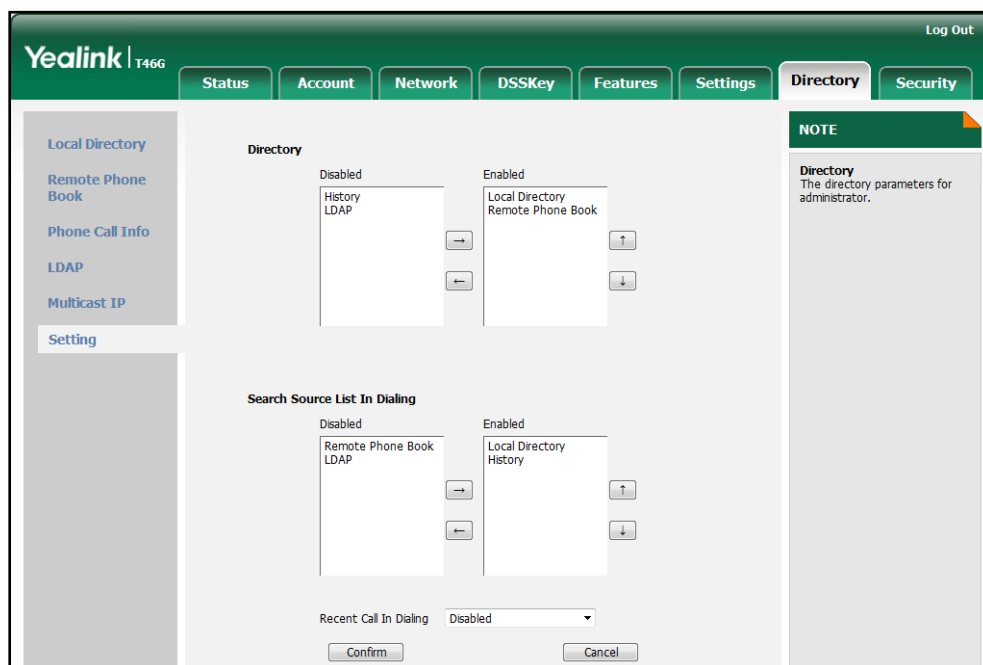 Log Out
Yealink | T46G
Status
Account
Network
DSSKey
Features
Settings
Directory
Security
Local Directory
Remote Phone
Book
Phone Call Info
LDAP
Multicast IP
Setting
Directory
Disabled
Enabled
History
LDAP
Local Directory
Remote Phone Book
→
←
↑
↓
Search Source List In Dialing
Disabled
Enabled
Remote Phone Book
LDAP
Local Directory
History
→
←
↑
↓
Recent Call In Dialing
Disabled
Confirm
Cancel
NOTE
Directory
The directory parameters for
administrator.